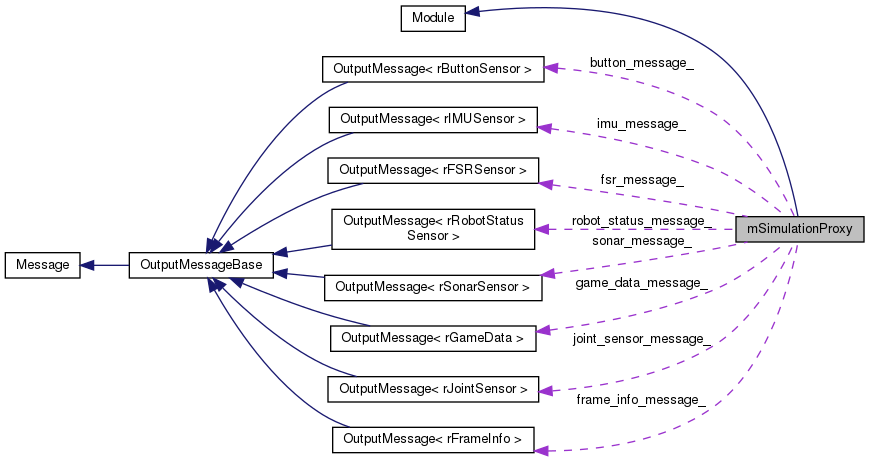 Module
OutputMessage< rButtonSensor >
button_message_
OutputMessage< rIMUSensor >
imu_message_
OutputMessage< rFSRSensor >
fsr_message_
OutputMessage< rRobotStatus
Sensor >
robot_status_message_
mSimulationProxy
sonar_message_
Message
OutputMessageBase
OutputMessage< rSonarSensor >
game_data_message_
OutputMessage< rGameData >
joint_sensor_message_
OutputMessage< rJointSensor >
frame_info_message_
OutputMessage< rFrameInfo >